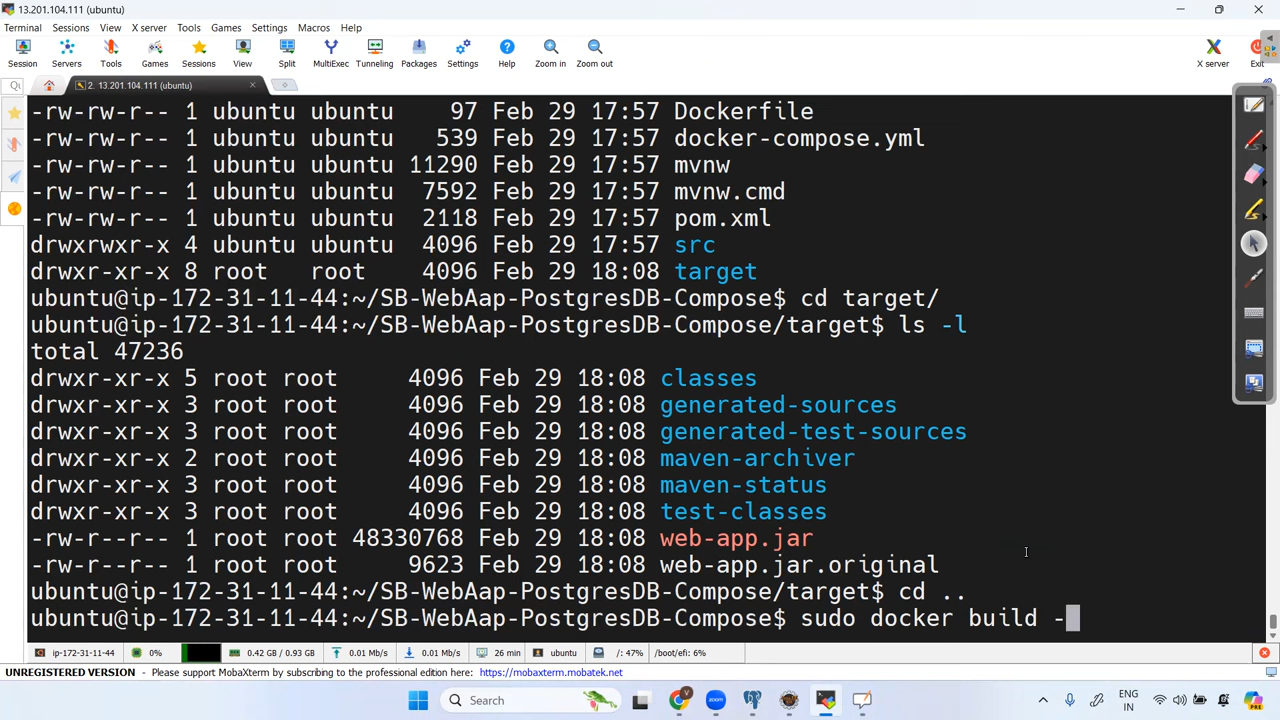 13.201.104.111 (ubuntu)
Terminal Sessions View X server Tools Games Settings Macros Help
Session Servers Tools Games Sessions View Split MultiExec Tunneling Packages Settings Help Zoom in Zoom out X server Exit
2. 13.201.104.111 (ubuntu)
-rw-rw-r-- 1 ubuntu ubuntu 97 Feb 29 17:57 Dockerfile
-rw-rw-r-- 1 ubuntu ubuntu 539 Feb 29 17:57 docker-compose.yml
-rw-rw-r-- 1 ubuntu ubuntu 11290 Feb 29 17:57 mvnw
-rw-rw-r-- 1 ubuntu ubuntu 7592 Feb 29 17:57 mvnw.cmd
-rw-rw-r-- 1 ubuntu ubuntu 2118 Feb 29 17:57 pom.xml
drwxrwxr-x 4 ubuntu ubuntu 4096 Feb 29 17:57 src
drwxr-xr-x 8 root root 4096 Feb 29 18:08 target
ubuntu@ip-172-31-11-44:~/SB-WebAap-PostgresDB-Compose$ cd target/
ubuntu@ip-172-31-11-44:~/SB-WebAap-PostgresDB-Compose/target$ ls -l
total 47236
drwxr-xr-x 5 root root 4096 Feb 29 18:08 classes
drwxr-xr-x 3 root root 4096 Feb 29 18:08 generated-sources
drwxr-xr-x 3 root root 4096 Feb 29 18:08 generated-test-sources
drwxr-xr-x 2 root root 4096 Feb 29 18:08 maven-archiver
drwxr-xr-x 3 root root 4096 Feb 29 18:08 maven-status
drwxr-xr-x 3 root root 4096 Feb 29 18:08 test-classes
-rw-r--r-- 1 root root 48330768 Feb 29 18:08 web-app.jar
-rw-r--r-- 1 root root 9623 Feb 29 18:08 web-app.jar.original
ubuntu@ip-172-31-11-44:~/SB-WebAap-PostgresDB-Compose/target$ cd ..
ubuntu@ip-172-31-11-44:~/SB-WebAap-PostgresDB-Compose$ sudo docker build -
ip-172-31-11-44 0% 0.42 GB / 0.93 GB 0.01 Mb/s 0.01 Mb/s 26 min ubuntu /: 47% /boot/efi: 6%
UNREGISTERED VERSION - Please support MobaXterm by subscribing to the professional edition here: https://mobaxterm.mobatek.net
Search ENG
IN